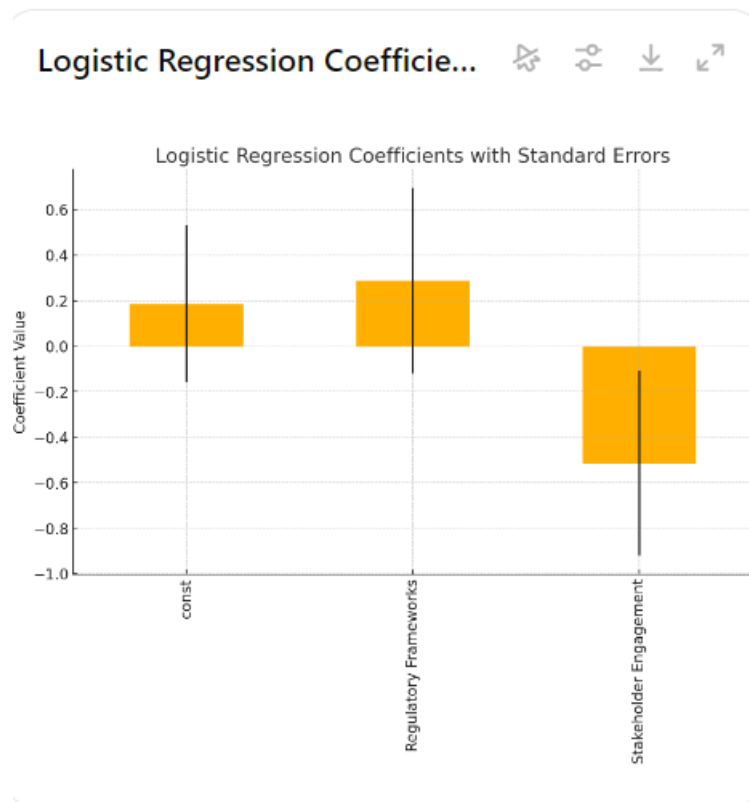 Logistic Regression Coefficie...
Logistic Regression Coefficients with Standard Errors
Coefficient Value
0.6
0.4
0.2
0.0
−0.2
−0.4
−0.6
−0.8
−1.0
const
Regulatory Frameworks
Stakeholder Engagement